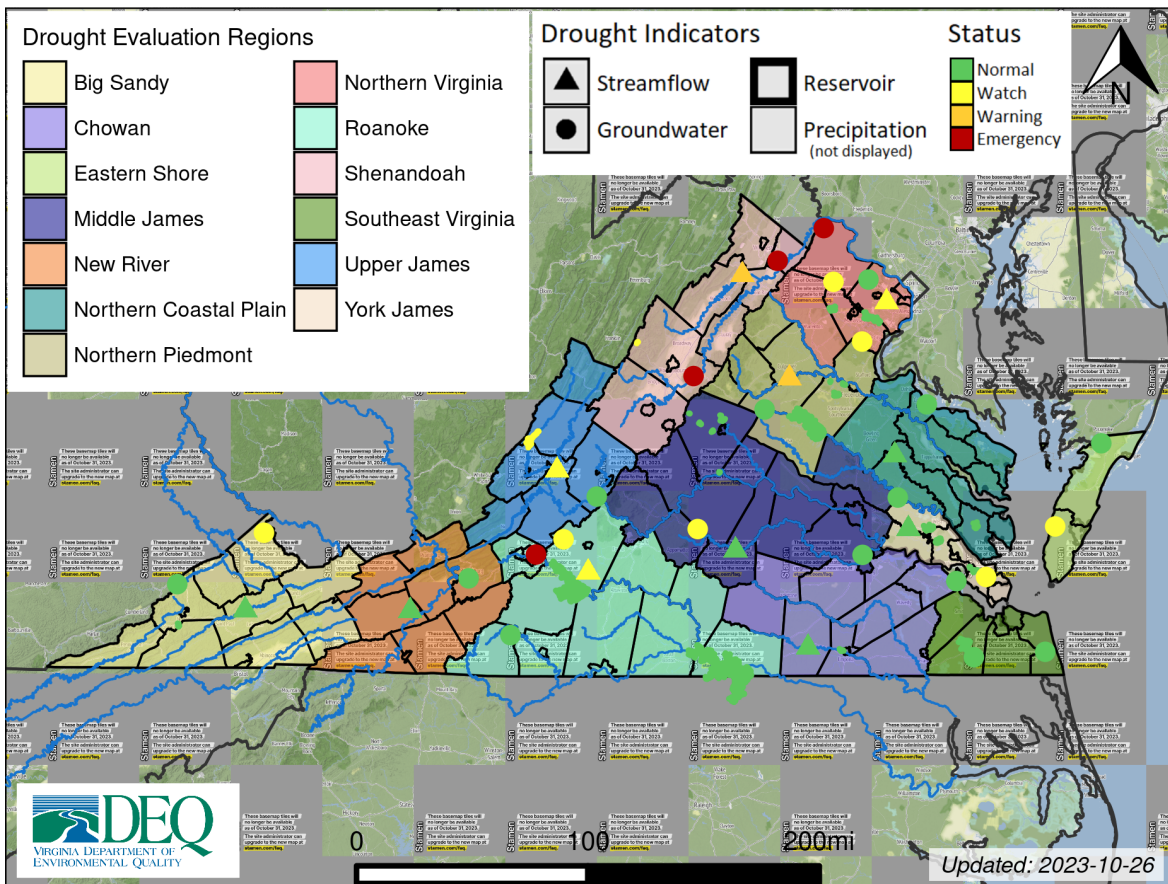 Drought Evaluation Regions
Big Sandy
Chowan
Eastern Shore
Middle James
New River
Northern Coastal Plain
Northern Piedmont
Northern Virginia
Roanoke
Shenandoah
Southeast Virginia
Upper James
York James
Drought Indicators
Streamflow
Groundwater
Reservoir
Precipitation
(not displayed)
Status
Normal
Watch
Warning
Emergency
N
Stamen
These basemap tiles will
no longer be available
as of October 31, 2023.
The site administrator can
upgrade to the new map at
stamen.com/faq.
DEQ
VIRGINIA DEPARTMENT OF
ENVIRONMENTAL QUALITY
0
100
200mi
Updated: 2023-10-26